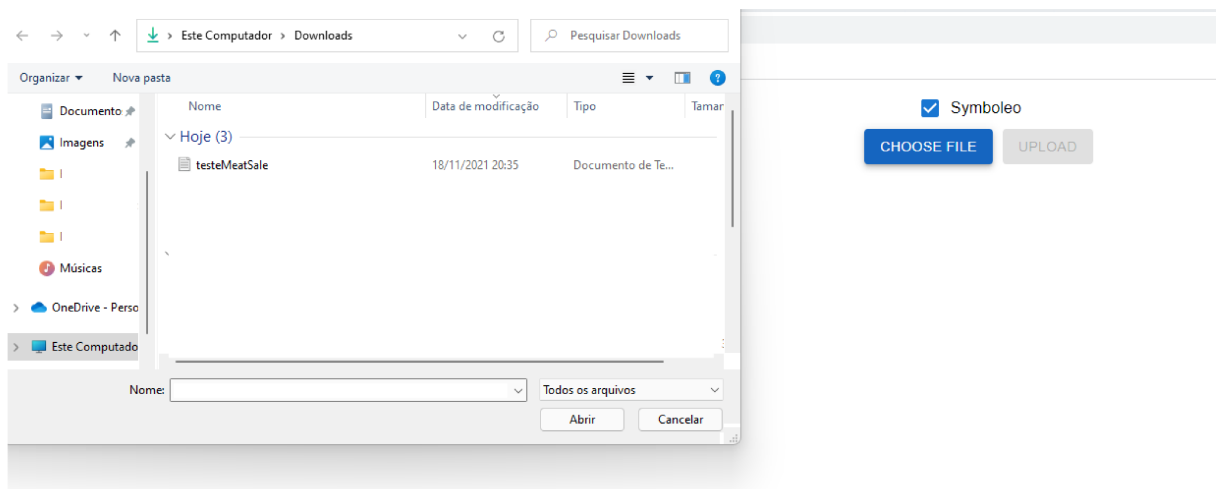 Este Computador > Downloads
Pesquisar Downloads
Organizar
Nova pasta
Nome
Data de modificação
Tipo
Tamar
Documento
Imagens
l
l
l
Músicas
OneDrive - Perso
Este Computado
Hoje (3)
testeMeatSale
18/11/2021 20:35
Documento de Te...
Nome:
Todos os arquivos
Abrir
Cancelar
Symboleo
CHOOSE FILE
UPLOAD